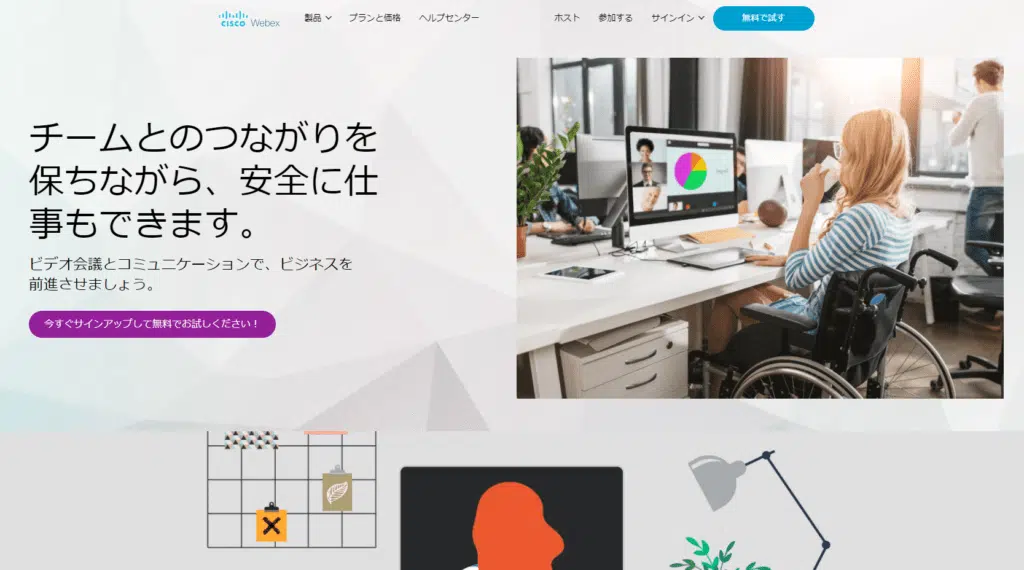 CISCO Webex 製品 プランと価格 ヘルプセンター ホスト 参加する サインイン 無料で試す
チームとのつながりを
保ちながら、安全に仕
事もできます。
ビデオ会議とコミュニケーションで、ビジネスを
前進させましょう。
今すぐサインアップして無料でお試しください！